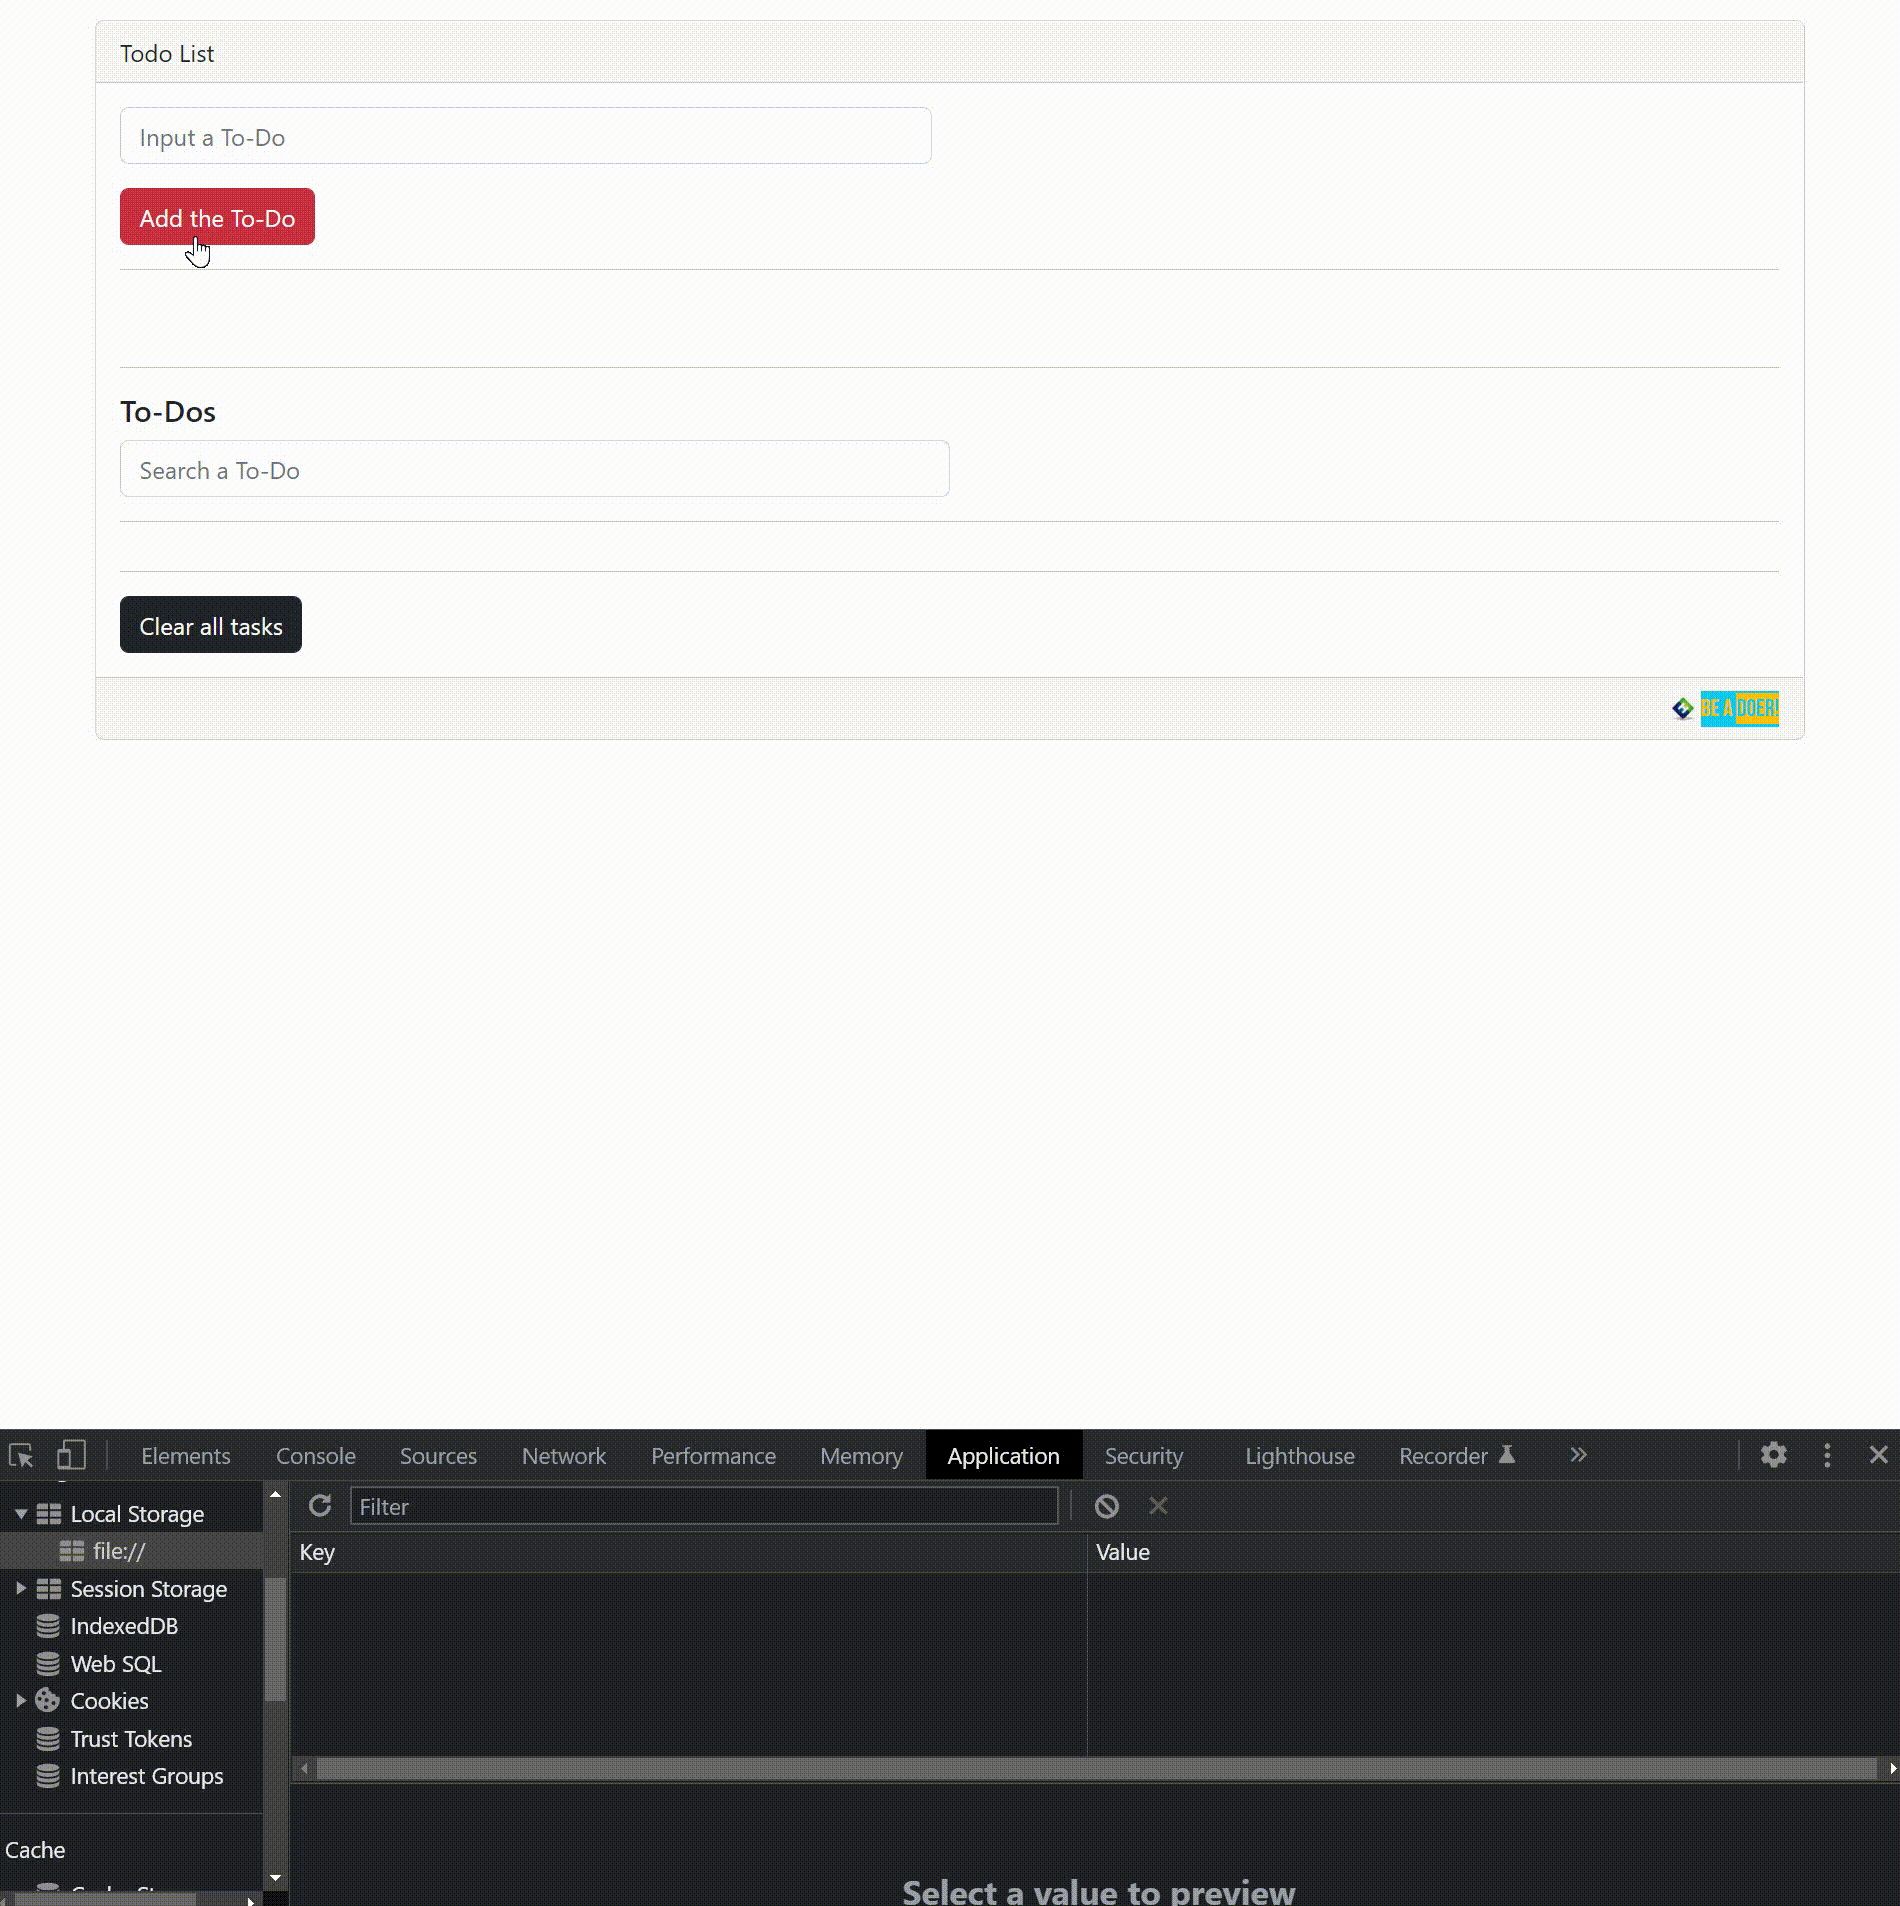 Todo List
Input a To-Do
Add the To-Do
To-Dos
Search a To-Do
Clear all tasks
BE A DOER!
Elements Console Sources Network Performance Memory Application Security Lighthouse Recorder
Local Storage
Filter
file://
Key Value
Session Storage
IndexedDB
Web SQL
Cookies
Trust Tokens
Interest Groups
Cache
Select a value to preview